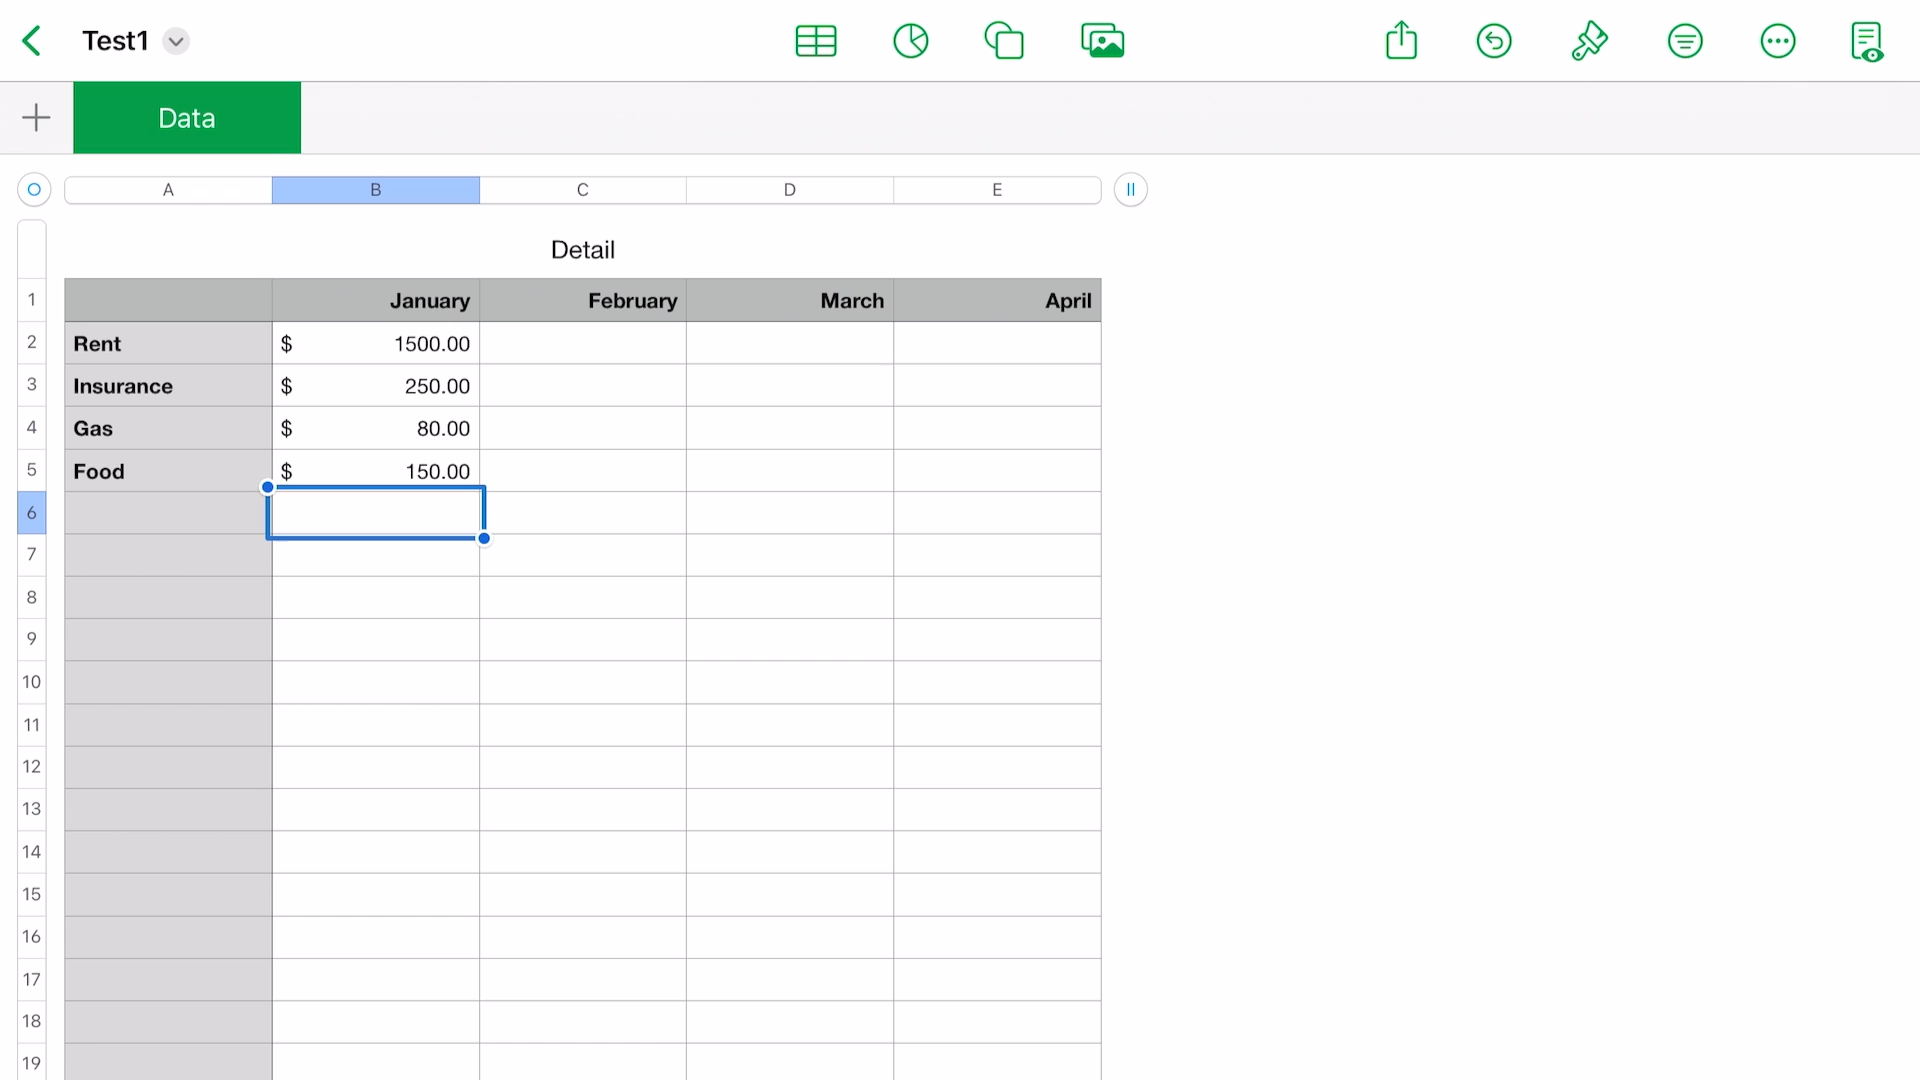 Test1
Data
A B C D E
Detail
1 January February March April
2 Rent $ 1500.00
3 Insurance $ 250.00
4 Gas $ 80.00
5 Food $ 150.00
6
7
8
9
10
11
12
13
14
15
16
17
18
19